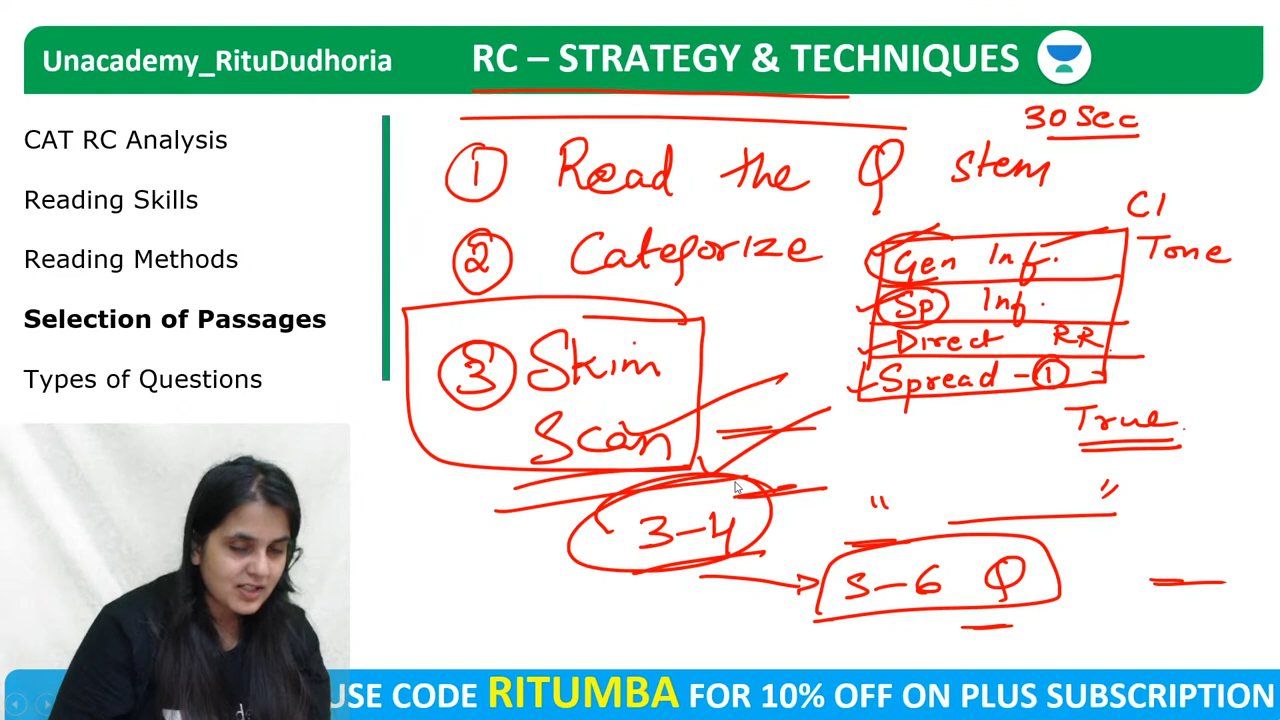 Unacademy_RituDudhoria
RC – STRATEGY & TECHNIQUES
CAT RC Analysis
Reading Skills
Reading Methods
Selection of Passages
Types of Questions
30 Sec
① Read the Q stem
② Categorize
Gen Inf.
CI
Tone
Sp Inf.
Direct RR.
Spread - ①
True.
③ Skim
Scan
3-4
" "
5-6 Q
USE CODE RITUMBA FOR 10% OFF ON PLUS SUBSCRIPTION